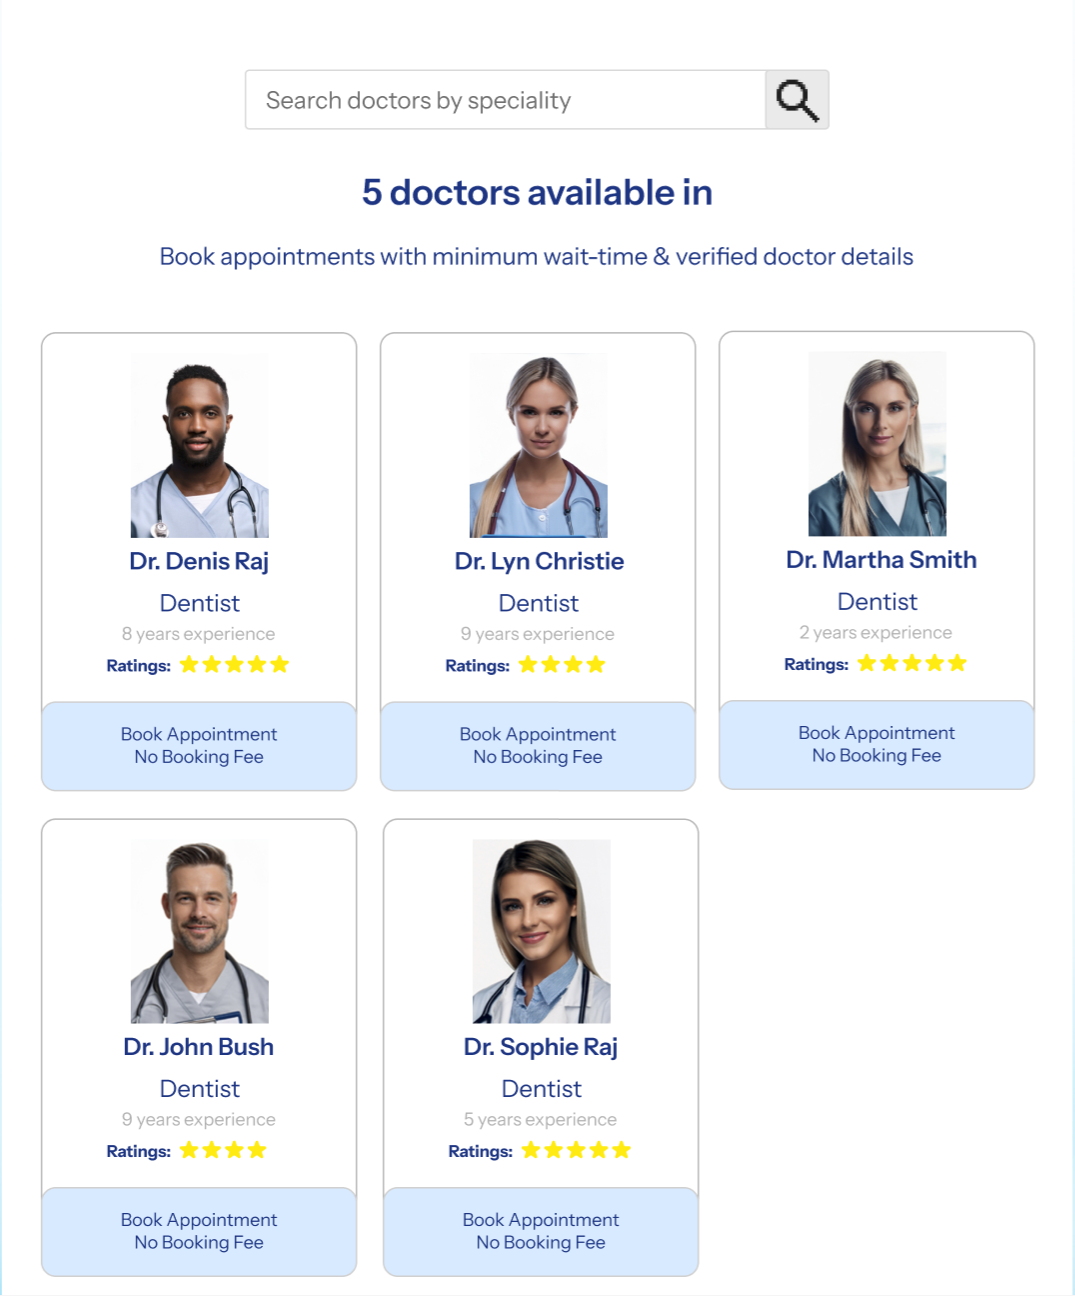 Search doctors by speciality
5 doctors available in
Book appointments with minimum wait-time & verified doctor details
Dr. Denis Raj
Dentist
8 years experience
Ratings:
Book Appointment
No Booking Fee
Dr. Lyn Christie
Dentist
9 years experience
Ratings:
Book Appointment
No Booking Fee
Dr. Martha Smith
Dentist
2 years experience
Ratings:
Book Appointment
No Booking Fee
Dr. John Bush
Dentist
9 years experience
Ratings:
Book Appointment
No Booking Fee
Dr. Sophie Raj
Dentist
5 years experience
Ratings:
Book Appointment
No Booking Fee